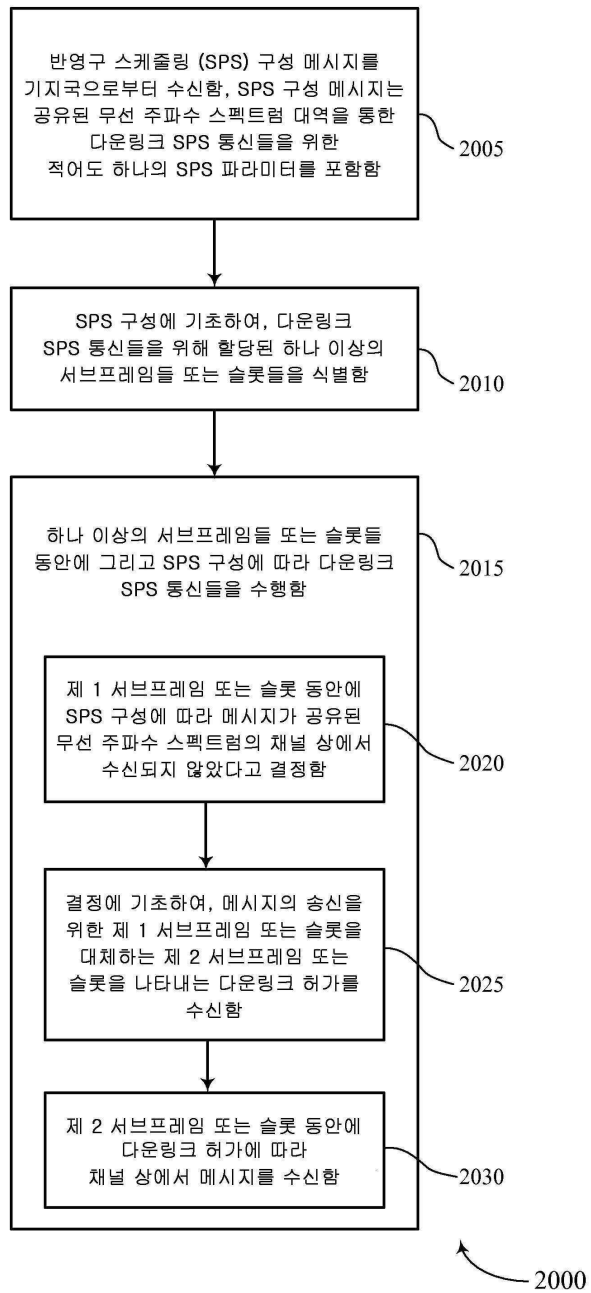 반영구 스케줄링 (SPS) 구성 메시지를
기지국으로부터 수신함, SPS 구성 메시지는
공유된 무선 주파수 스펙트럼 대역을 통한
다운링크 SPS 통신들을 위한
적어도 하나의 SPS 파라미터를 포함함
2005
SPS 구성에 기초하여, 다운링크
SPS 통신들을 위해 할당된 하나 이상의
서브프레임들 또는 슬롯들을 식별함
2010
하나 이상의 서브프레임들 또는 슬롯들
동안에 그리고 SPS 구성에 따라 다운링크
SPS 통신들을 수행함
2015
제 1 서브프레임 또는 슬롯 동안에
SPS 구성에 따라 메시지가 공유된
무선 주파수 스펙트럼의 채널 상에서
수신되지 않았다고 결정함
2020
결정에 기초하여, 메시지의 송신을
위한 제 1 서브프레임 또는 슬롯을
대체하는 제 2 서브프레임 또는
슬롯을 나타내는 다운링크 허가를
수신함
2025
제 2 서브프레임 또는 슬롯 동안에
다운링크 허가에 따라
채널 상에서 메시지를 수신함
2030
2000